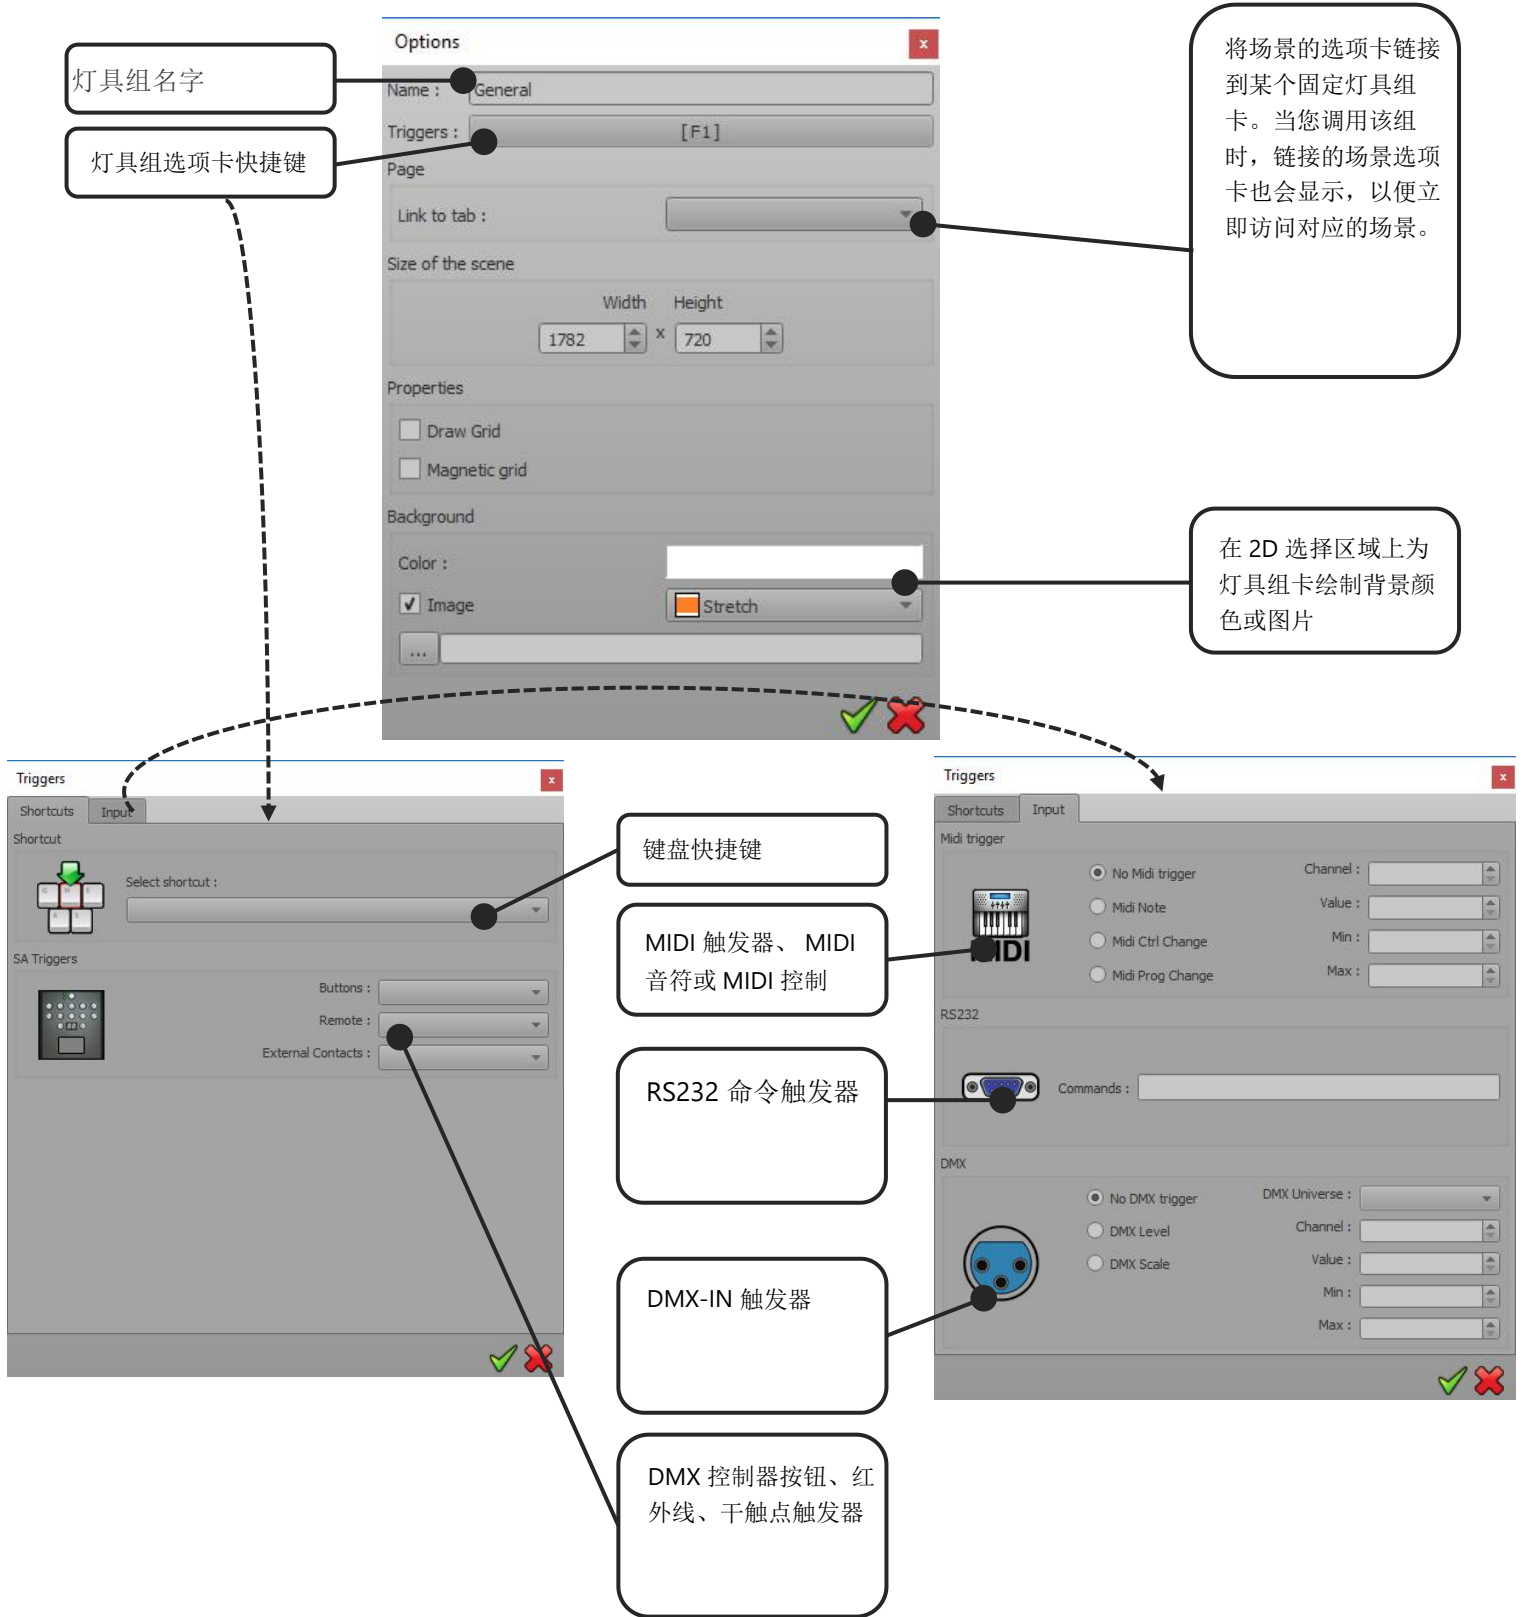 灯具组名字
灯具组选项卡快捷键
Options
x
Name :
General
Triggers :
[F1]
Page
Link to tab :
Size of the scene
Width
Height
1782
x
720
Properties
Draw Grid
Magnetic grid
Background
Color :
Image
Stretch
...
将场景的选项卡链接
到某个固定灯具组
卡。当您调用该组
时，链接的场景选项
卡也会显示，以便立
即访问对应的场景。
在 2D 选择区域上为
灯具组卡绘制背景颜
色或图片
Triggers
x
Shortcuts
Input
Shortcut
Select shortcut :
SA Triggers
Buttons :
Remote :
External Contacts :
键盘快捷键
MIDI 触发器、 MIDI
音符或 MIDI 控制
RS232 命令触发器
DMX-IN 触发器
DMX 控制器按钮、红
外线、干触点触发器
Triggers
x
Shortcuts
Input
Midi trigger
MIDI
No Midi trigger
Midi Note
Midi Ctrl Change
Midi Prog Change
Channel :
Value :
Min :
Max :
RS232
Commands :
DMX
No DMX trigger
DMX Level
DMX Scale
DMX Universe :
Channel :
Value :
Min :
Max :